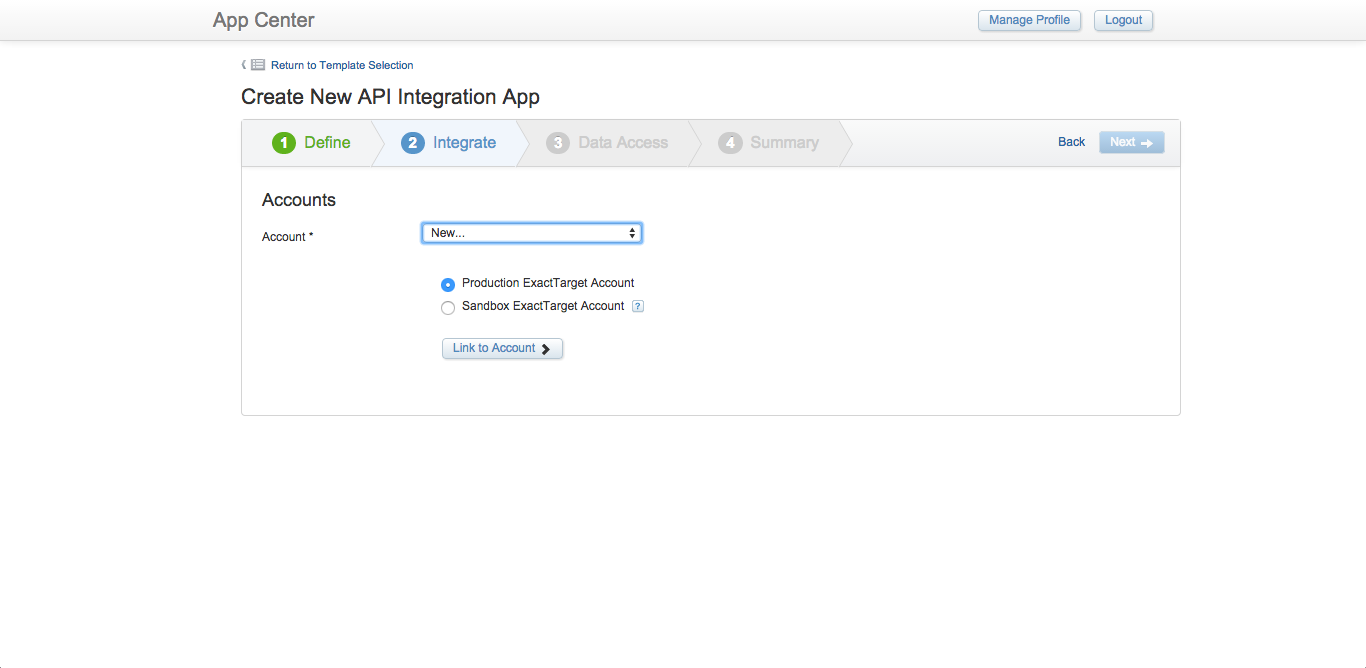 App Center
Manage Profile
Logout
Return to Template Selection
Create New API Integration App
1 Define
2 Integrate
3 Data Access
4 Summary
Back
Next
Accounts
Account *
New...
Production ExactTarget Account
Sandbox ExactTarget Account ?
Link to Account